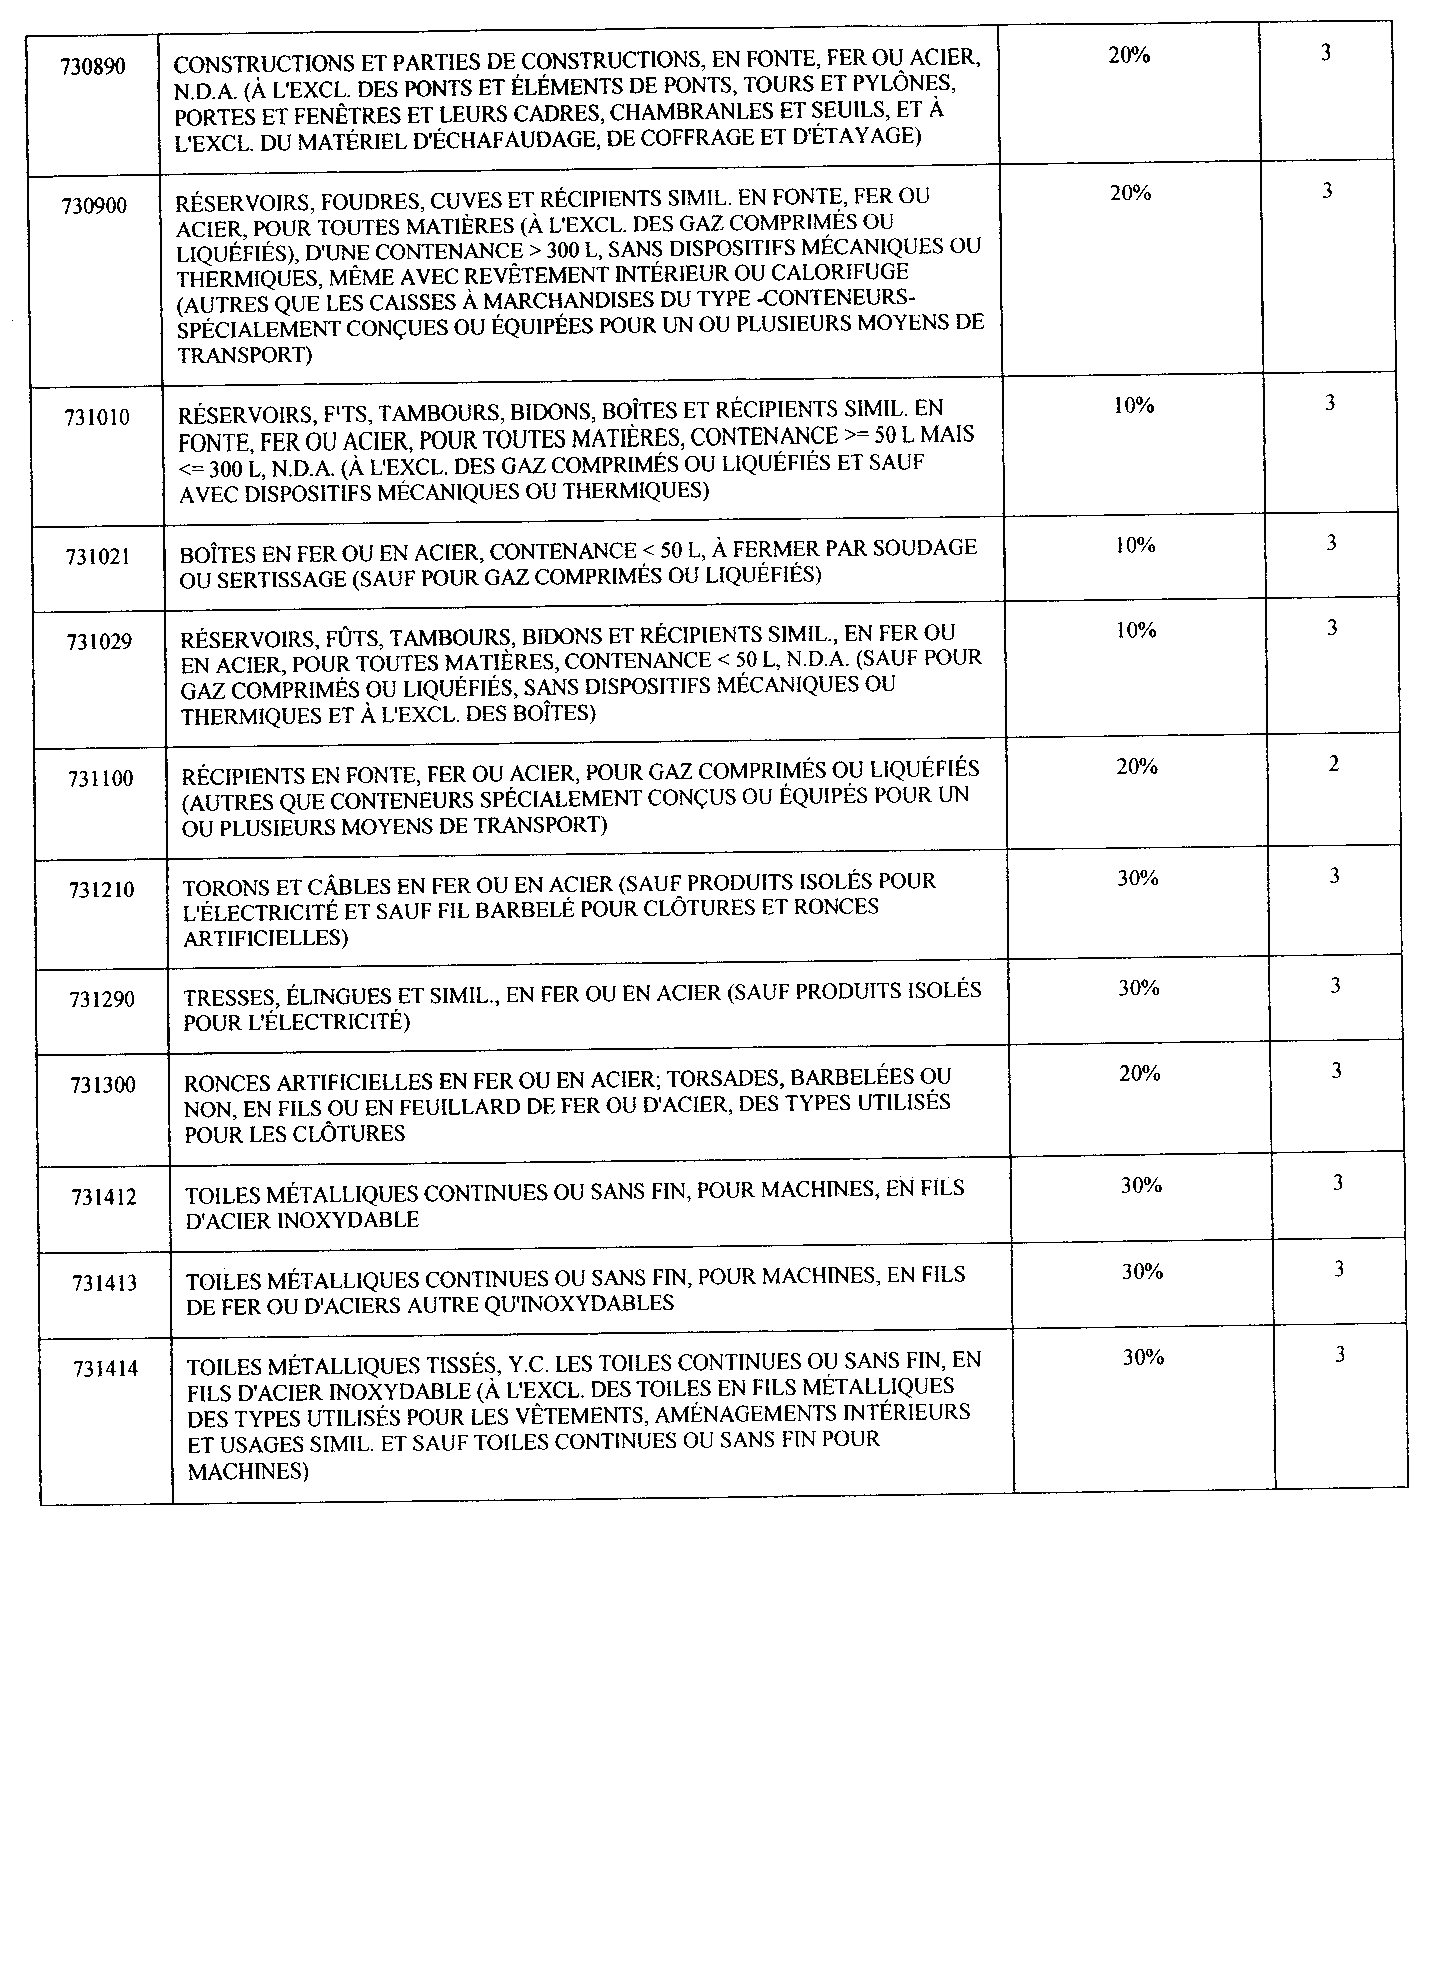 730890 CONSTRUCTIONS ET PARTIES DE CONSTRUCTIONS, EN FONTE, FER OU ACIER, 20% 3
N.D.A. (À L'EXCL. DES PONTS ET ÉLÉMENTS DE PONTS, TOURS ET PYLÔNES,
PORTES ET FENÊTRES ET LEURS CADRES, CHAMBRANLES ET SEUILS, ET À
L'EXCL. DU MATÉRIEL D'ÉCHAFAUDAGE, DE COFFRAGE ET D'ÉTAYAGE)
730900 RÉSERVOIRS, FOUDRES, CUVES ET RÉCIPIENTS SIMIL. EN FONTE, FER OU 20% 3
ACIER, POUR TOUTES MATIÈRES (À L'EXCL. DES GAZ COMPRIMÉS OU
LIQUÉFIÉS), D'UNE CONTENANCE > 300 L, SANS DISPOSITIFS MÉCANIQUES OU
THERMIQUES, MÊME AVEC REVÊTEMENT INTÉRIEUR OU CALORIFUGE
(AUTRES QUE LES CAISSES À MARCHANDISES DU TYPE -CONTENEURS-
SPÉCIALEMENT CONÇUES OU ÉQUIPÉES POUR UN OU PLUSIEURS MOYENS DE
TRANSPORT)
731010 RÉSERVOIRS, F'TS, TAMBOURS, BIDONS, BOÎTES ET RÉCIPIENTS SIMIL. EN 10% 3
FONTE, FER OU ACIER, POUR TOUTES MATIÈRES, CONTENANCE >= 50 L MAIS
<= 300 L, N.D.A. (À L'EXCL. DES GAZ COMPRIMÉS OU LIQUÉFIÉS ET SAUF
AVEC DISPOSITIFS MÉCANIQUES OU THERMIQUES)
731021 BOÎTES EN FER OU EN ACIER, CONTENANCE < 50 L, À FERMER PAR SOUDAGE 10% 3
OU SERTISSAGE (SAUF POUR GAZ COMPRIMÉS OU LIQUÉFIÉS)
731029 RÉSERVOIRS, FÛTS, TAMBOURS, BIDONS ET RÉCIPIENTS SIMIL., EN FER OU 10% 3
EN ACIER, POUR TOUTES MATIÈRES, CONTENANCE < 50 L, N.D.A. (SAUF POUR
GAZ COMPRIMÉS OU LIQUÉFIÉS, SANS DISPOSITIFS MÉCANIQUES OU
THERMIQUES ET À L'EXCL. DES BOÎTES)
731100 RÉCIPIENTS EN FONTE, FER OU ACIER, POUR GAZ COMPRIMÉS OU LIQUÉFIÉS 20% 2
(AUTRES QUE CONTENEURS SPÉCIALEMENT CONÇUS OU ÉQUIPÉS POUR UN
OU PLUSIEURS MOYENS DE TRANSPORT)
731210 TORONS ET CÂBLES EN FER OU EN ACIER (SAUF PRODUITS ISOLÉS POUR 30% 3
L'ÉLECTRICITÉ ET SAUF FIL BARBELÉ POUR CLÔTURES ET RONCES
ARTIFICIELLES)
731290 TRESSES, ÉLINGUES ET SIMIL., EN FER OU EN ACIER (SAUF PRODUITS ISOLÉS 30% 3
POUR L'ÉLECTRICITÉ)
731300 RONCES ARTIFICIELLES EN FER OU EN ACIER; TORSADES, BARBELÉES OU 20% 3
NON, EN FILS OU EN FEUILLARD DE FER OU D'ACIER, DES TYPES UTILISÉS
POUR LES CLÔTURES
731412 TOILES MÉTALLIQUES CONTINUES OU SANS FIN, POUR MACHINES, EN FILS 30% 3
D'ACIER INOXYDABLE
731413 TOILES MÉTALLIQUES CONTINUES OU SANS FIN, POUR MACHINES, EN FILS 30% 3
DE FER OU D'ACIERS AUTRE QU'INOXYDABLES
731414 TOILES MÉTALLIQUES TISSÉS, Y.C. LES TOILES CONTINUES OU SANS FIN, EN 30% 3
FILS D'ACIER INOXYDABLE (À L'EXCL. DES TOILES EN FILS MÉTALLIQUES
DES TYPES UTILISÉS POUR LES VÊTEMENTS, AMÉNAGEMENTS INTÉRIEURS
ET USAGES SIMIL. ET SAUF TOILES CONTINUES OU SANS FIN POUR
MACHINES)